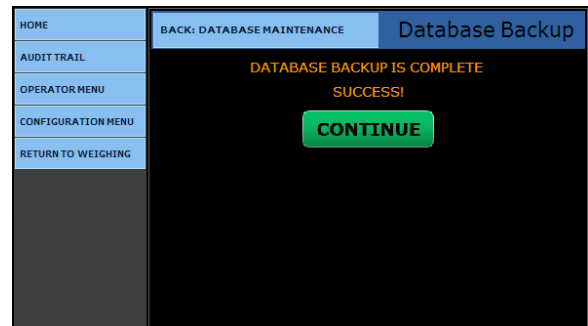 HOME
AUDIT TRAIL
OPERATOR MENU
CONFIGURATION MENU
RETURN TO WEIGHING
BACK: DATABASE MAINTENANCE
Database Backup
DATABASE BACKUP IS COMPLETE
SUCCESS!
CONTINUE